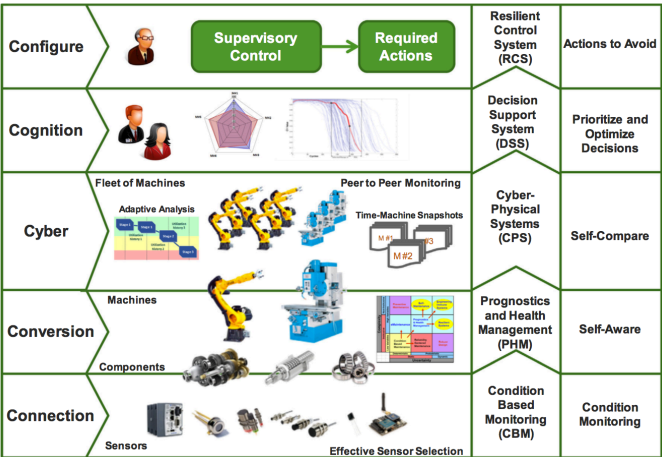 Configure
Supervisory
Control
Required
Actions
Resilient
Control
System
(RCS)
Actions to Avoid
Cognition
Decision
Support
System
(DSS)
Prioritize and
Optimize
Decisions
Cyber
Fleet of Machines
Peer to Peer Monitoring
Adaptive Analysis
Time-Machine Snapshots
M #1
M #2
#3
Cyber-
Physical
Systems
(CPS)
Self-Compare
Conversion
Machines
Components
Prognostics
and Health
Management
(PHM)
Self-Aware
Connection
Sensors
Effective Sensor Selection
Condition
Based
Monitoring
(CBM)
Condition
Monitoring